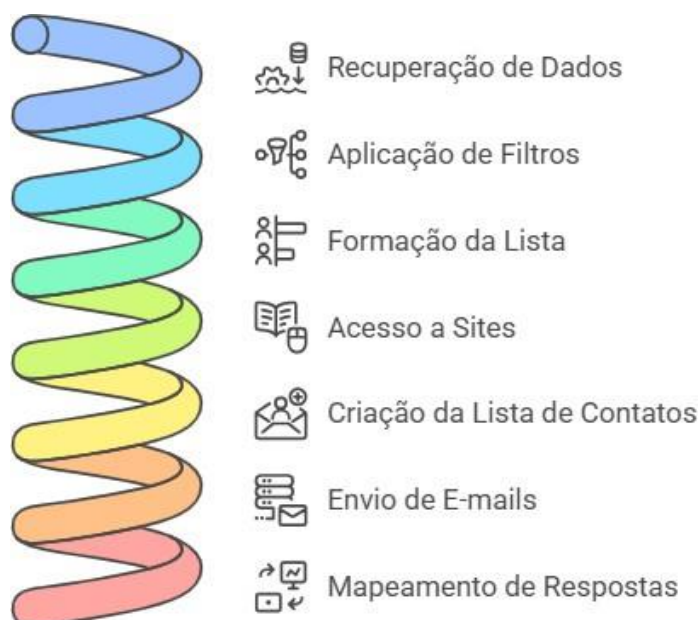 Recuperação de Dados
Aplicação de Filtros
Formação da Lista
Acesso a Sites
Criação da Lista de Contatos
Envio de E-mails
Mapeamento de Respostas